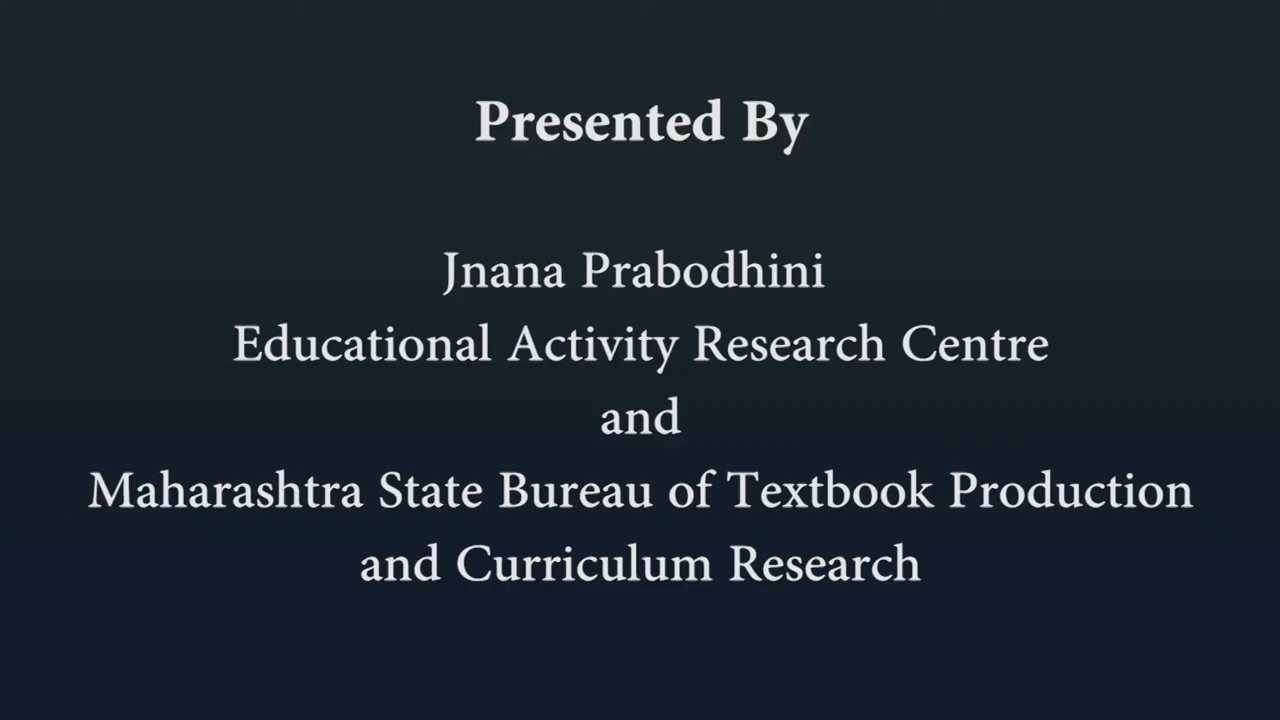 Presented By
Jnana Prabodhini
Educational Activity Research Centre
and
Maharashtra State Bureau of Textbook Production
and Curriculum Research